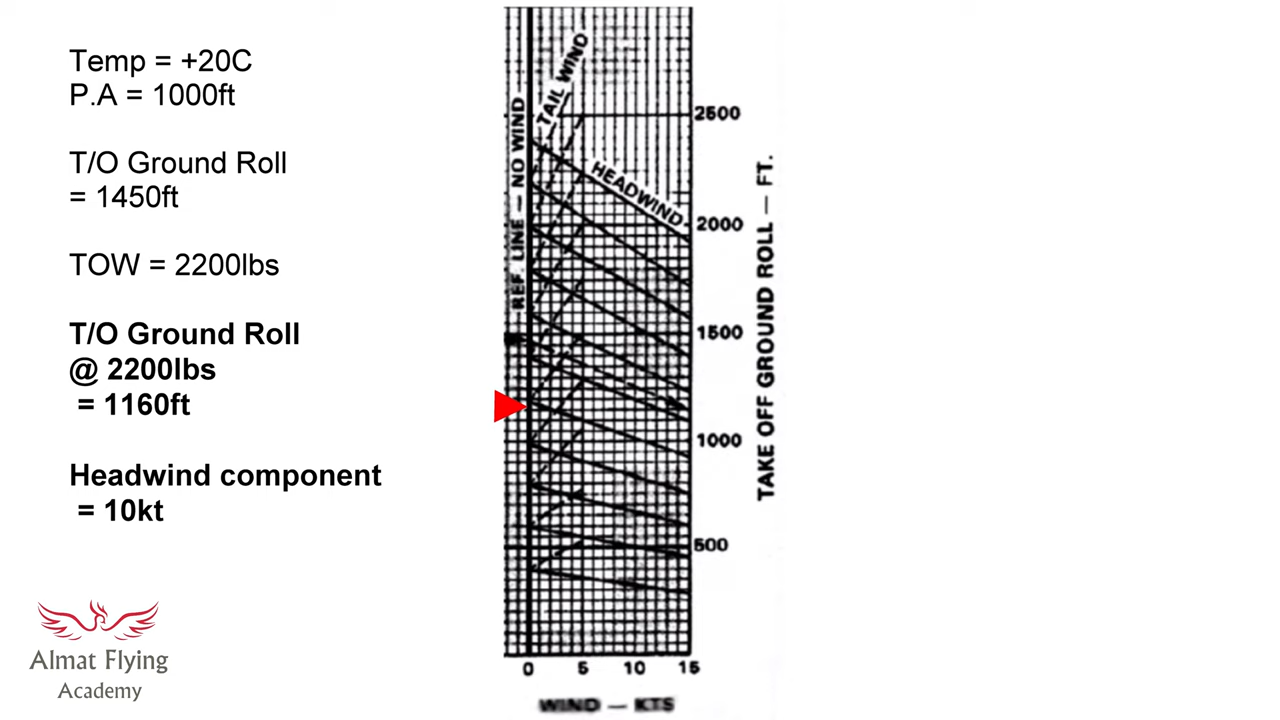 Temp = +20C
P.A = 1000ft
T/O Ground Roll
= 1450ft
TOW = 2200lbs
T/O Ground Roll
@ 2200lbs
= 1160ft
Headwind component
= 10kt
Almat Flying
Academy
REF. LINE — NO WIND
TAIL WIND
HEADWIND
2500
2000
1500
1000
500
TAKE OFF GROUND ROLL — FT.
0 5 10 15
WIND — KTS